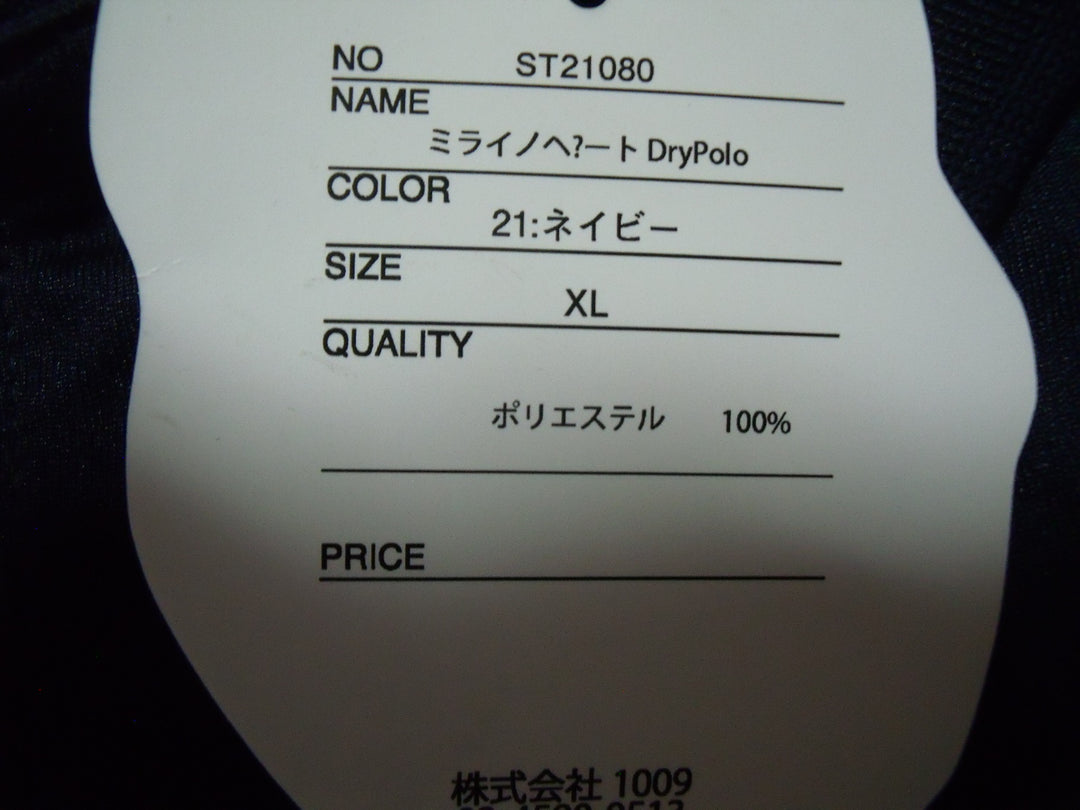 NO ST21080
NAME
ミライノヘ?ート DryPolo
COLOR
21:ネイビー
SIZE
XL
QUALITY
ポリエステル 100%
PRICE
株式会社 1009